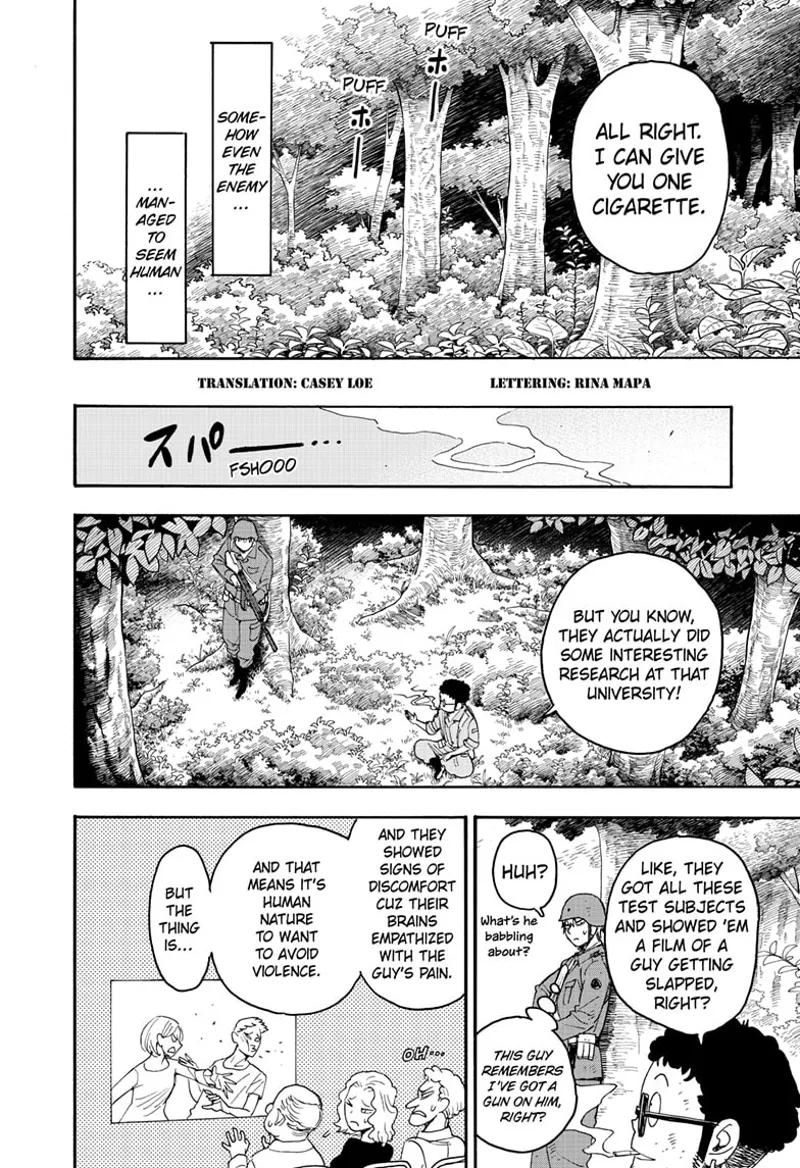 ALL RIGHT.
I CAN GIVE
YOU ONE
CIGARETTE.
PUFF
ホ
PUFF
ホ
SOME-
HOW EVEN
THE
ENEMY
...
...
MAN-
AGED
TO
SEEM
HUMAN
...
TRANSLATION: CASEY LOE
LETTERING: RINA MAPA
スパー...
FSHOOO
BUT YOU KNOW,
THEY ACTUALLY DID
SOME INTERESTING
RESEARCH AT THAT
UNIVERSITY!
LIKE, THEY
GOT ALL THESE
TEST SUBJECTS
AND SHOWED 'EM
A FILM OF A
GUY GETTING
SLAPPED,
RIGHT?
HUH?
What's he
babbling
about?
THIS GUY
REMEMBERS
I'VE GOT A
GUN ON HIM,
RIGHT?
AND THEY
SHOWED
SIGNS OF
DISCOMFORT
CUZ THEIR
BRAINS
EMPATHIZED
WITH THE
GUY'S PAIN.
AND THAT
MEANS IT'S
HUMAN
NATURE
TO WANT
TO AVOID
VIOLENCE.
BUT
THE
THING
IS...
OH...